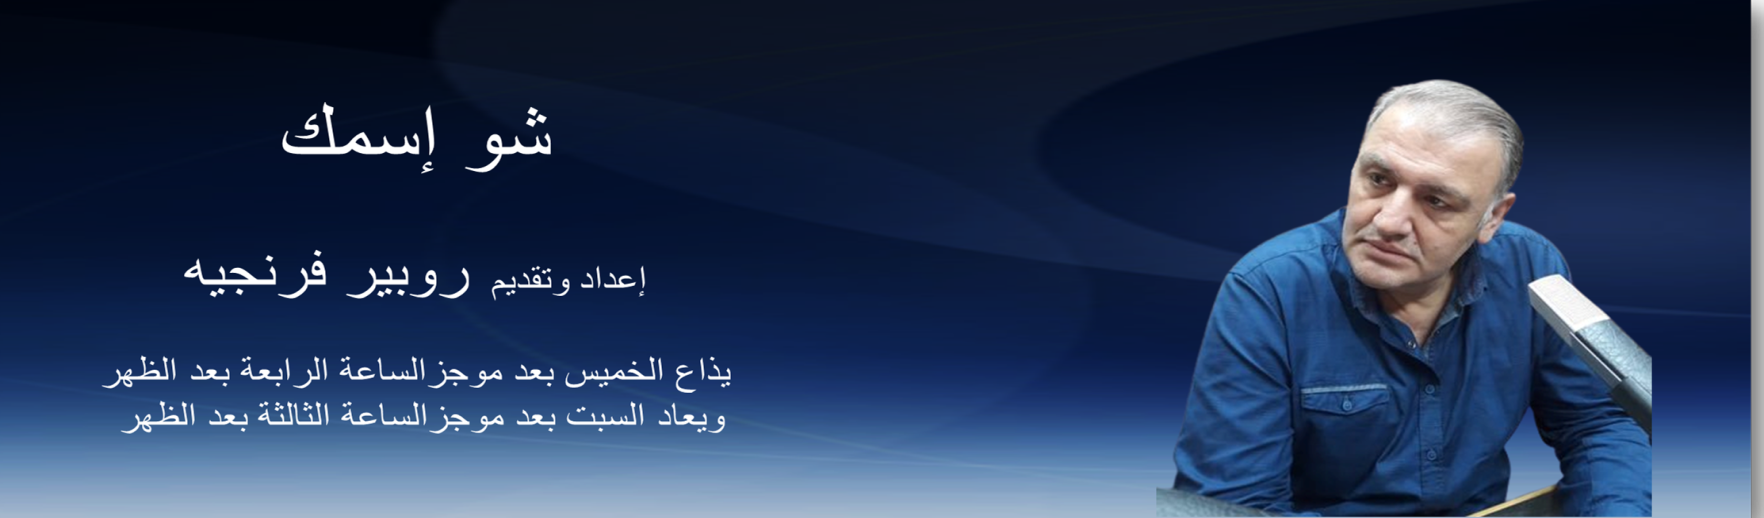 شو إسمك
إعداد وتقديم روبير فرنجيه
يذاع الخميس بعد موجز الساعة الرابعة بعد الظهر
ويعاد السبت بعد موجز الساعة الثالثة بعد الظهر